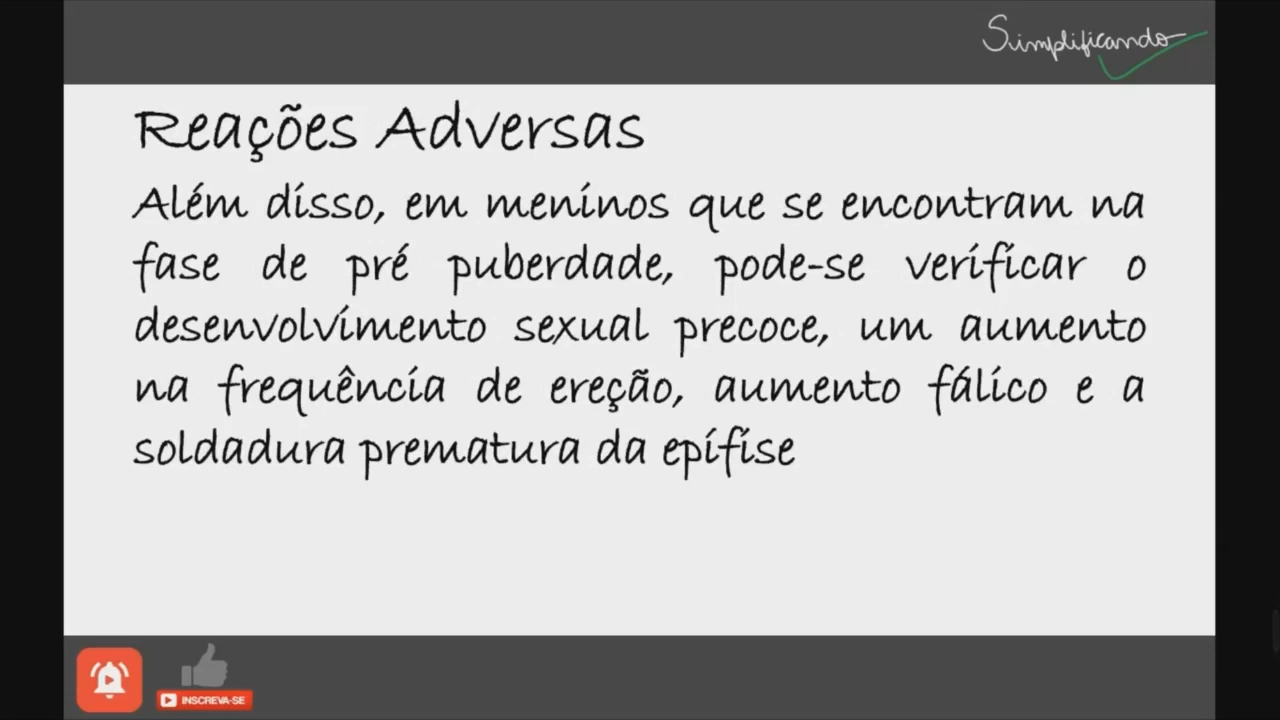 Simplificando
Reações Adversas
Além disso, em meninos que se encontram na
fase de pré puberdade, pode-se verificar o
desenvolvimento sexual precoce, um aumento
na frequência de ereção, aumento fálico e a
soldadura prematura da epífise
INSCREVA-SE